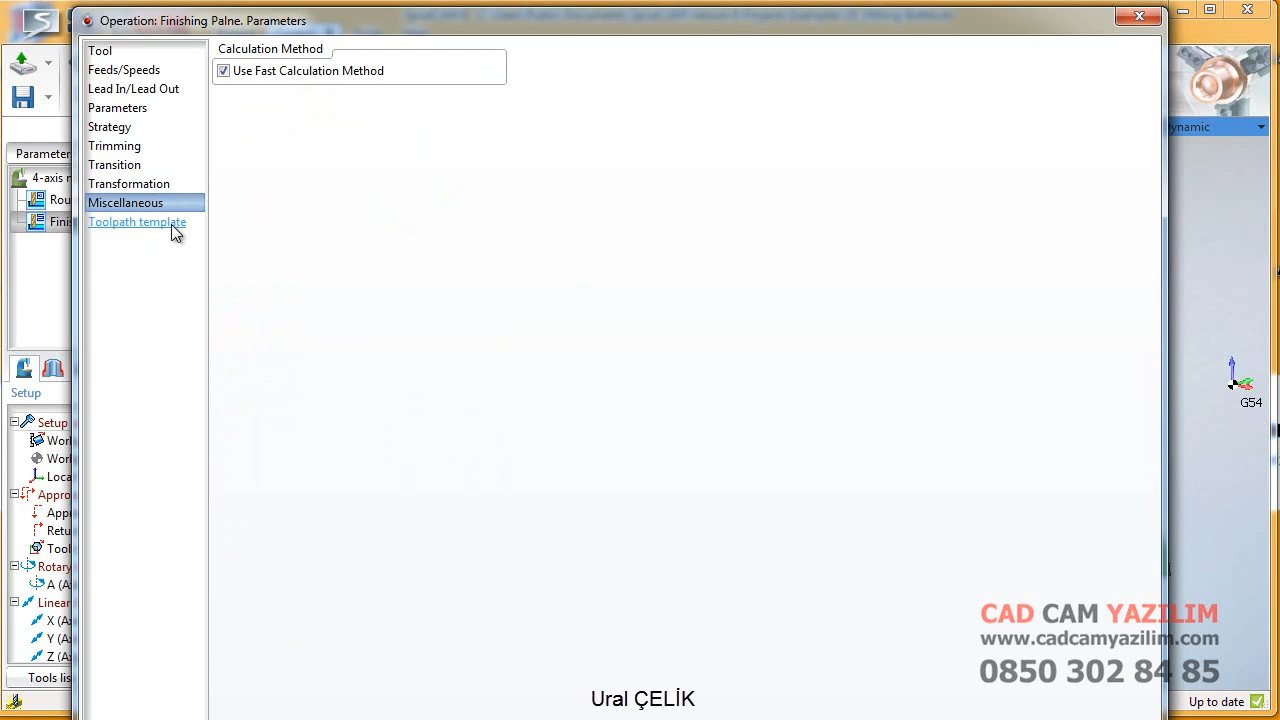 Operation: Finishing Palne. Parameters
Tool
Feeds/Speeds
Lead In/Lead Out
Parameters
Strategy
Trimming
Transition
Transformation
Miscellaneous
Toolpath template
Calculation Method
Use Fast Calculation Method
ynamic
Parameter
4-axis
Rou
Finis
Setup
Setup
Worl
Worl
Loca
Appro
Appr
Retu
Tool
Rotary
A (A
Linear
X (A
Y (A
Z (A
Tools lis
G54
CAD CAM YAZILIM
www.cadcamyazilim.com
0850 302 84 85
Ural ÇELİK
Up to date